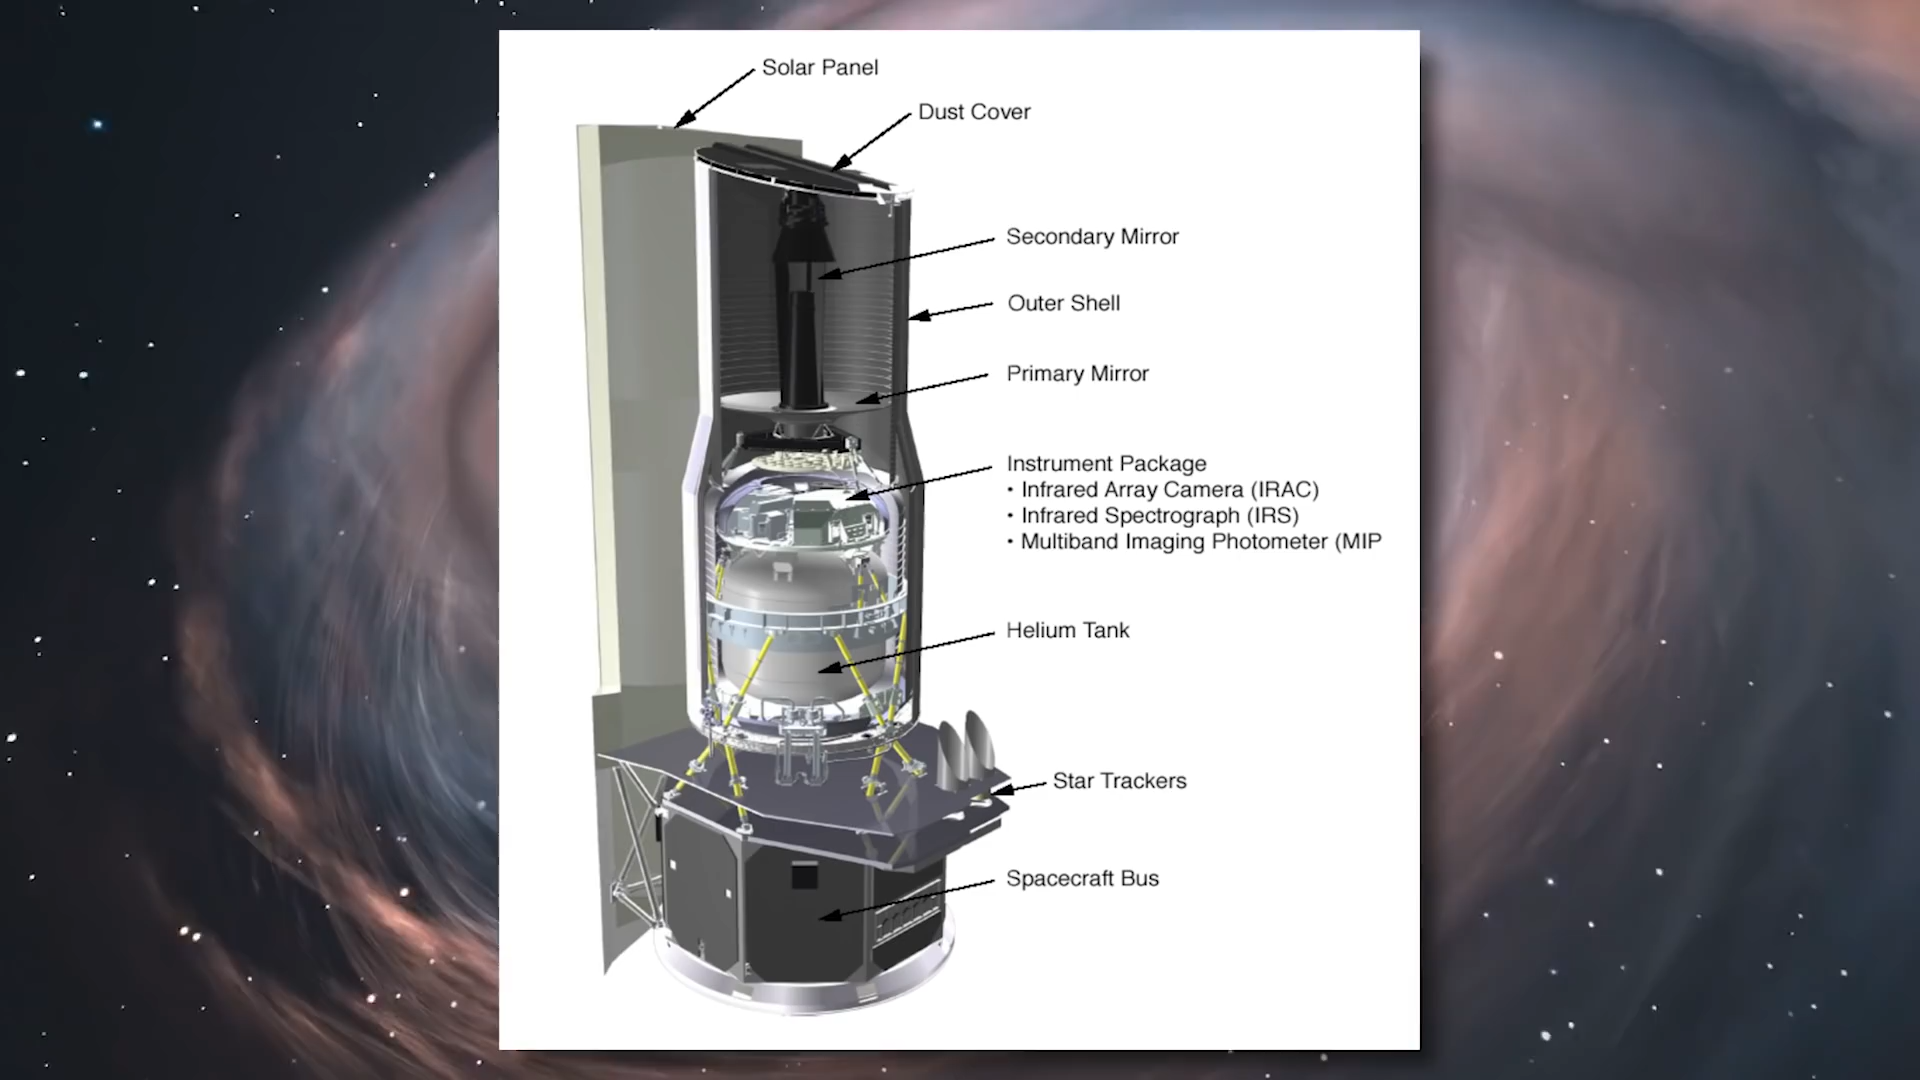 Solar Panel
Dust Cover
Secondary Mirror
Outer Shell
Primary Mirror
Instrument Package
• Infrared Array Camera (IRAC)
• Infrared Spectrograph (IRS)
• Multiband Imaging Photometer (MIP
Helium Tank
Star Trackers
Spacecraft Bus